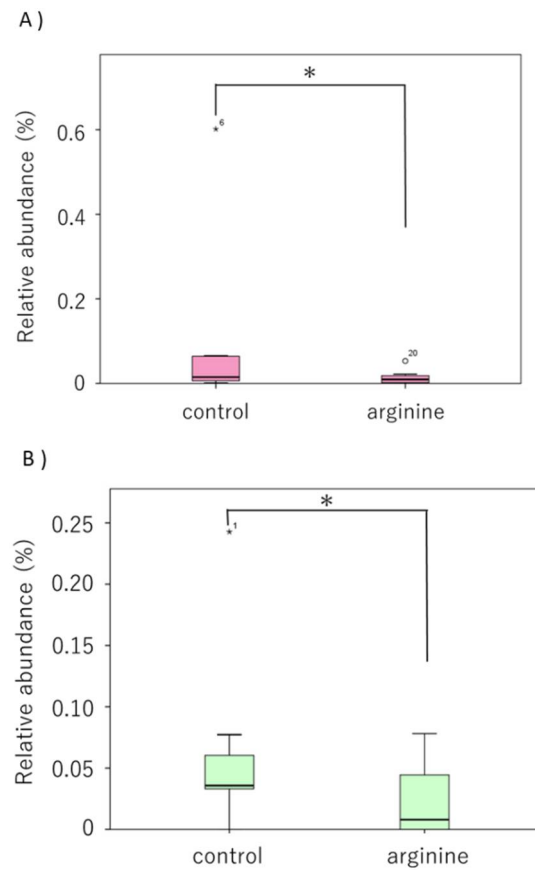 A )
Relative abundance (%)
*
0.6
* 6
0.4
0.2
20
0
control arginine
B )
Relative abundance (%)
*
0.25
* 1
0.20
0.15
0.10
0.05
0
control arginine